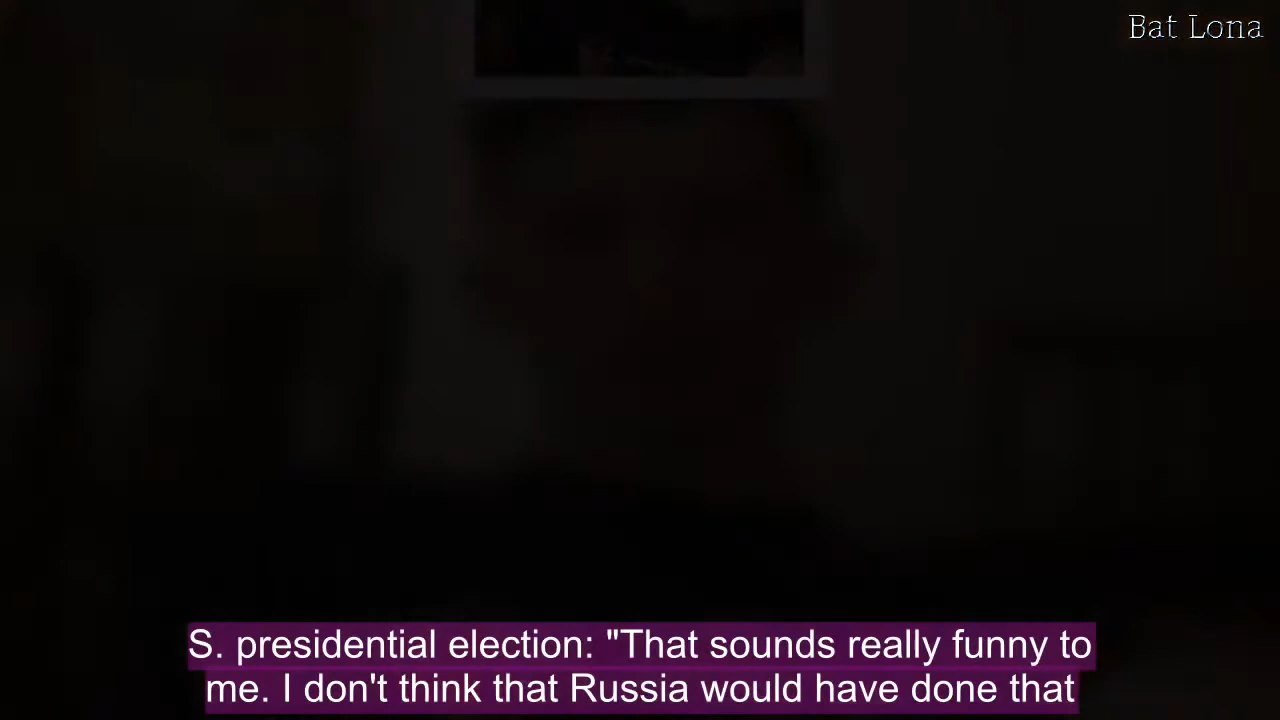 Bat Lona
S. presidential election: "That sounds really funny to
me. I don't think that Russia would have done that